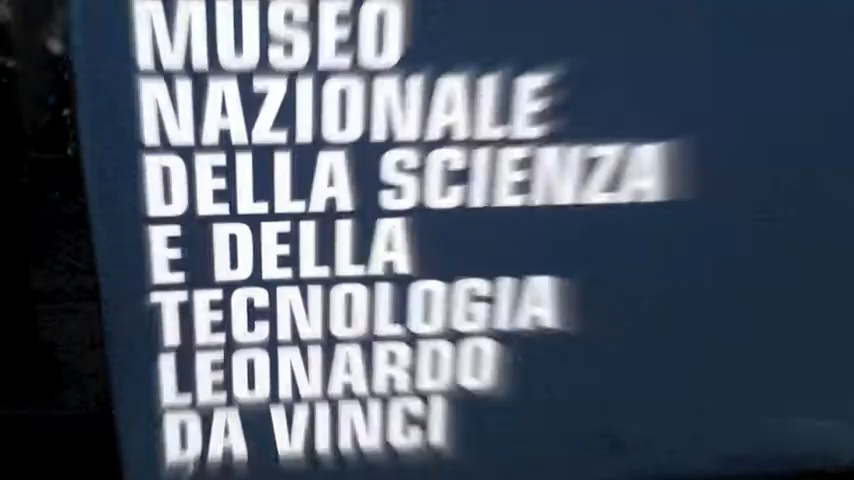 MUSEO
NAZIONALE
DELLA SCIENZA
E DELLA
TECNOLOGIA
LEONARDO
DA VINCI